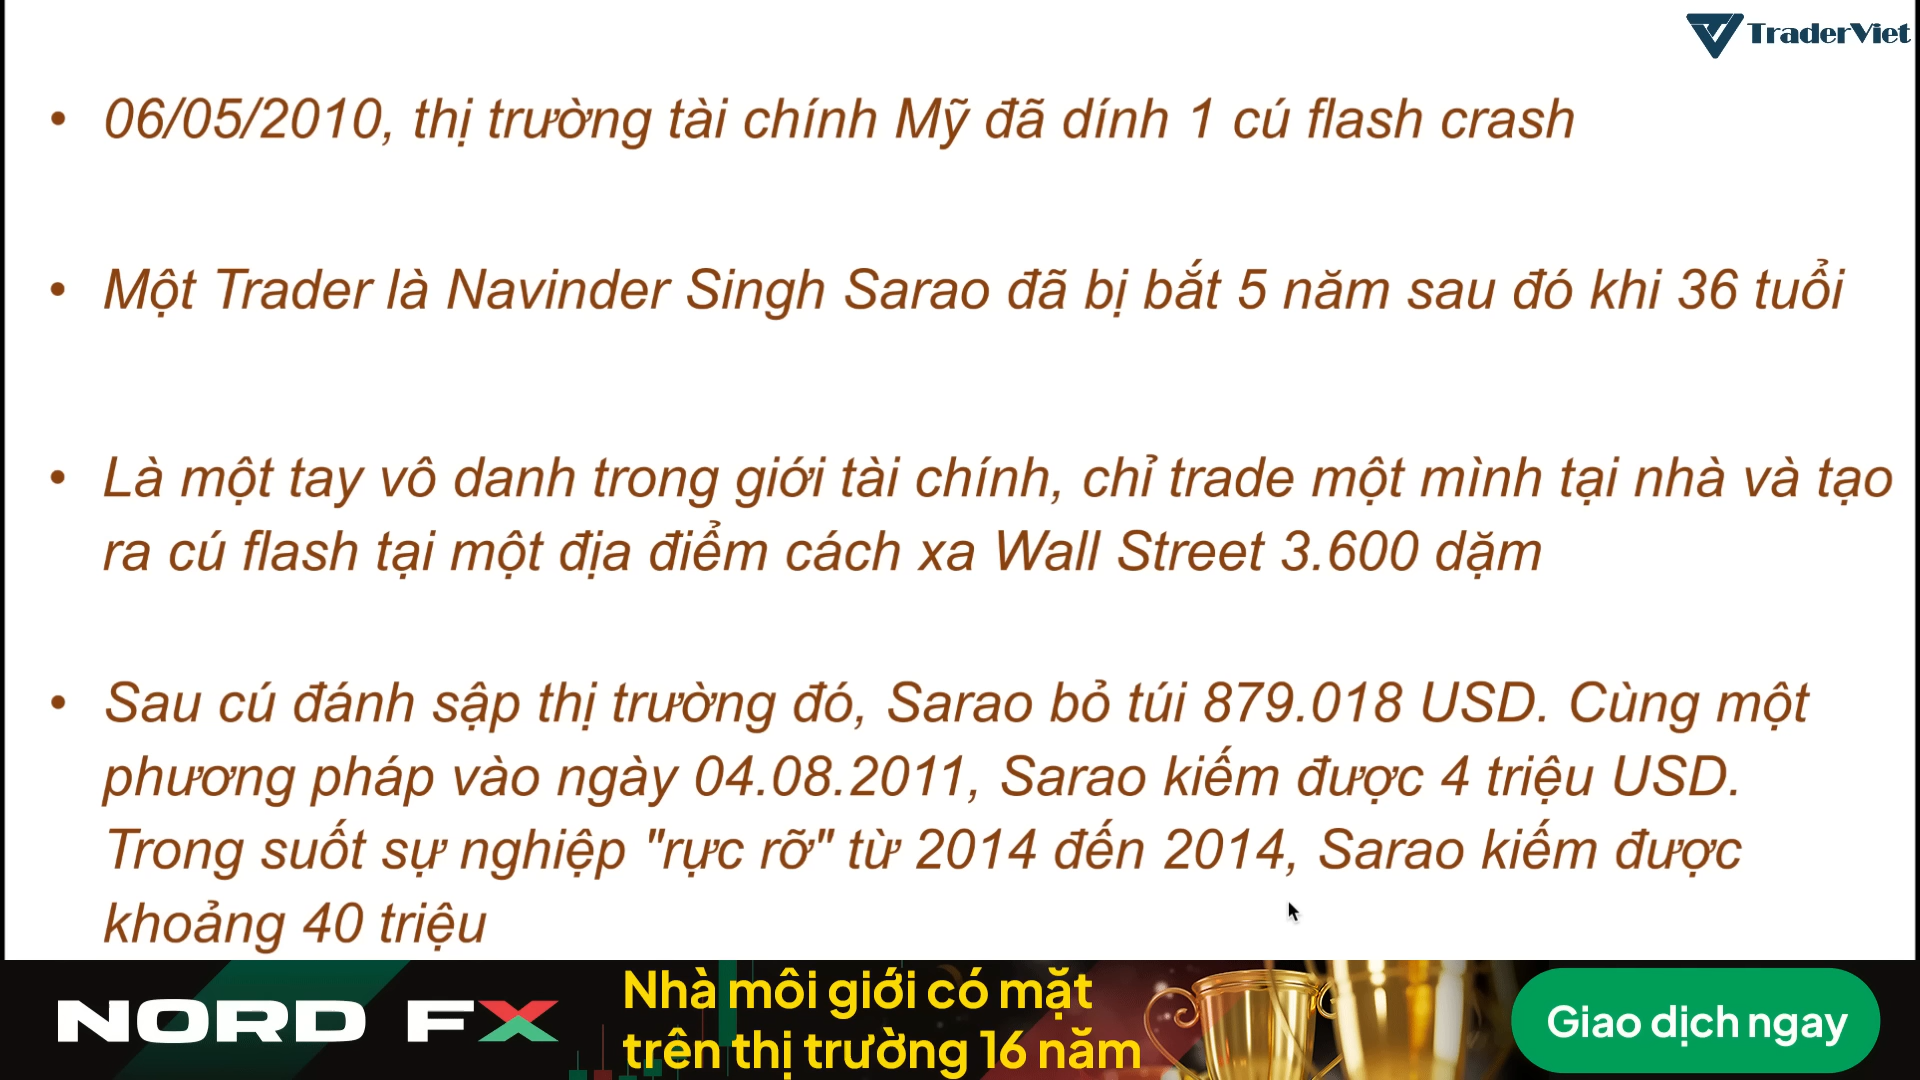 TraderViet
• 06/05/2010, thị trường tài chính Mỹ đã dính 1 cú flash crash
• Một Trader là Navinder Singh Sarao đã bị bắt 5 năm sau đó khi 36 tuổi
• Là một tay vô danh trong giới tài chính, chỉ trade một mình tại nhà và tạo
ra cú flash tại một địa điểm cách xa Wall Street 3.600 dặm
• Sau cú đánh sập thị trường đó, Sarao bỏ túi 879.018 USD. Cùng một
phương pháp vào ngày 04.08.2011, Sarao kiếm được 4 triệu USD.
Trong suốt sự nghiệp "rực rỡ" từ 2014 đến 2014, Sarao kiếm được
khoảng 40 triệu
NORD FX
Nhà môi giới có mặt
trên thị trường 16 năm
Giao dịch ngay